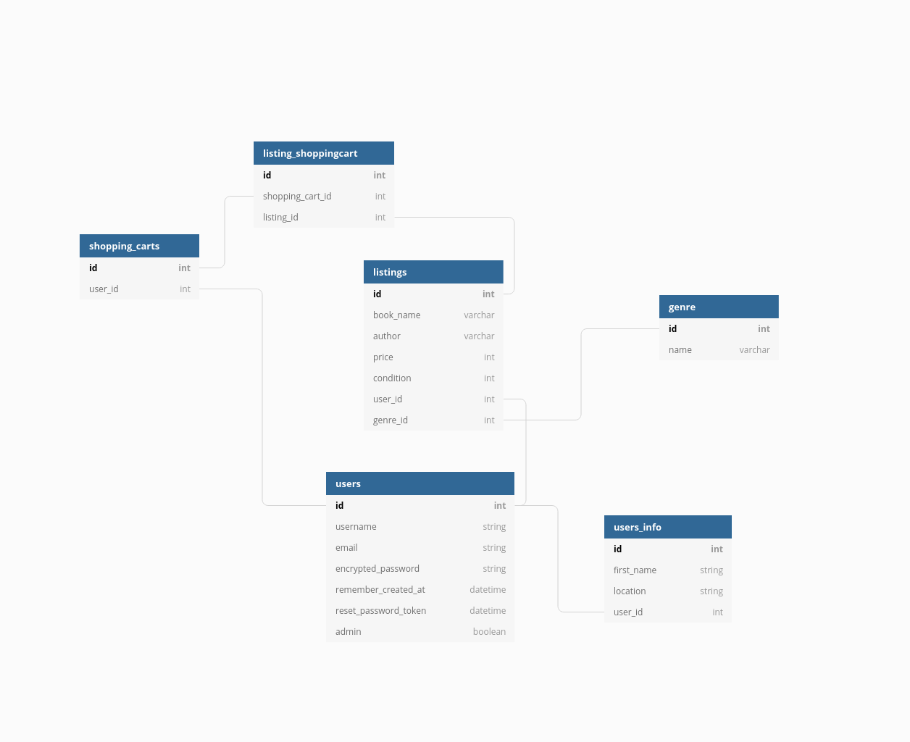 listing_shoppingcart
id int
shopping_cart_id int
listing_id int
shopping_carts
id int
user_id int
listings
id int
book_name varchar
author varchar
price int
condition int
user_id int
genre_id int
genre
id int
name varchar
users
id int
username string
email string
encrypted_password string
remember_created_at datetime
reset_password_token datetime
admin boolean
users_info
id int
first_name string
location string
user_id int